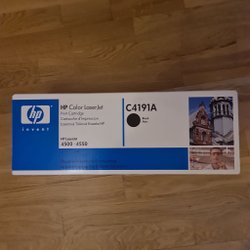 hp
invent
HP Color LaserJet
Print Cartridge
C4191A
Black
HP LaserJet
4500 · 4550